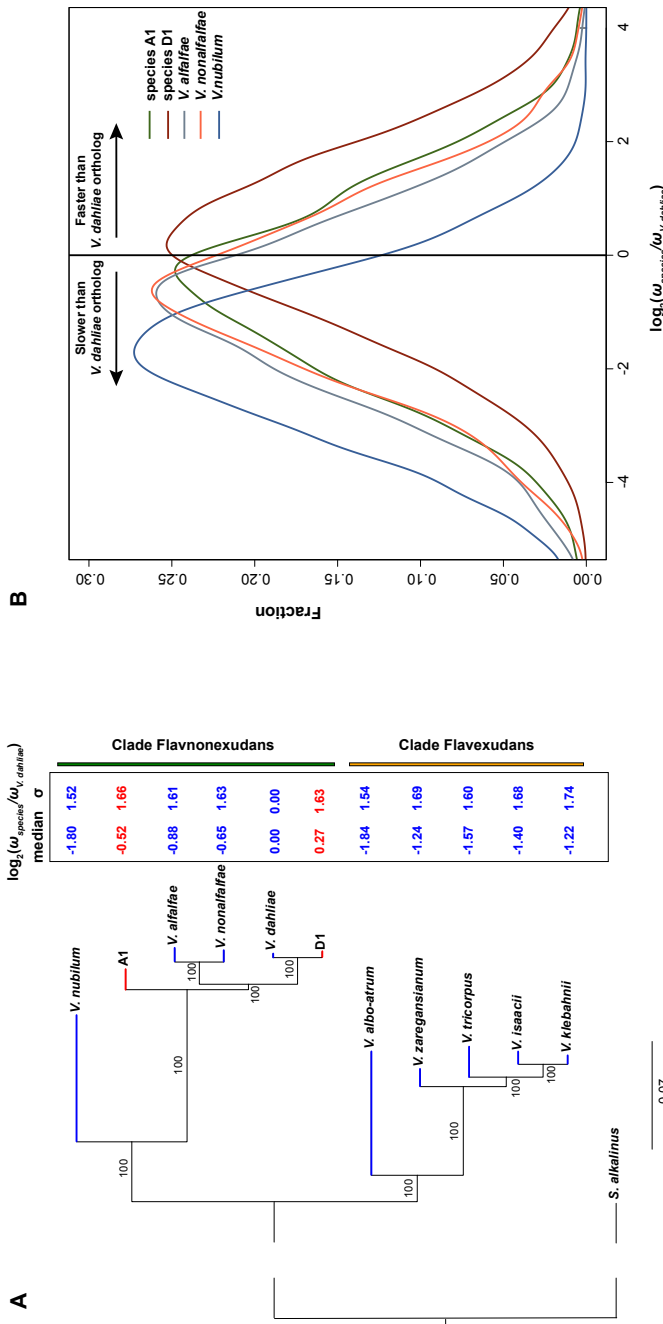 A
log2(ωspecies/ωV. dahliae)
median σ
V. nubilum -1.80 1.52
A1 -0.52 1.66
V. alfalfae -0.88 1.61
V. nonalfalfae -0.65 1.63
V. dahliae 0.00 0.00
D1 0.27 1.63
V. albo-atrum -1.84 1.54
V. zaregansianum -1.24 1.69
V. tricorpus -1.57 1.60
V. isaacii -1.40 1.68
V. klebahnii -1.22 1.74
S. alkalinus
Clade Flavnonexudans
Clade Flavexudans
100
100
100
100
100
100
100
100
100
100
B
Slower than
V. dahliae ortholog
Faster than
V. dahliae ortholog
species A1
species D1
V. alfalfae
V. nonalfalfae
V.nubilum
Fraction
0.30
0.25
0.20
0.15
0.10
0.05
0.00
-4
-2
0
2
4